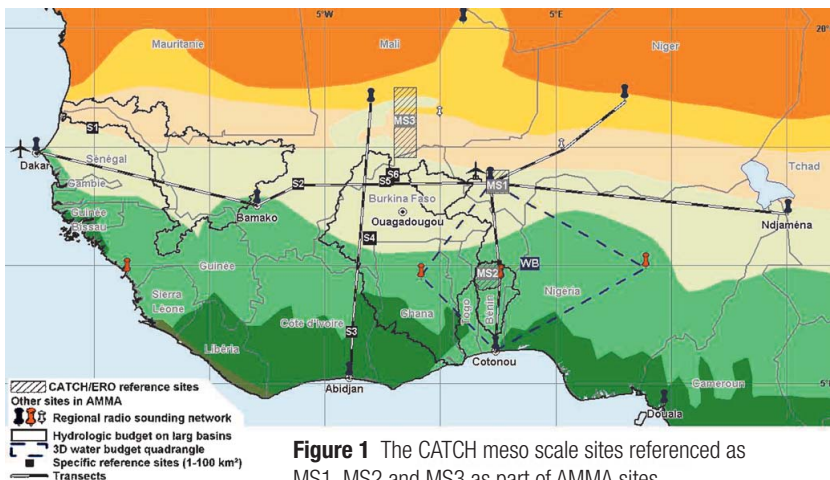 5°W
5°E
20°
Mauritanie
Mali
Niger
MS3
S1
Dakar
Sénégal
Gambie
S6
S5
S2
MS1
Tchad
Burkina Faso
Guinée
Bissau
Bamako
Ouagadougou
Ndjaména
S4
WB
MS2
Guinée
Nigeria
Sierra
Léone
Ghana
Togo
Bénin
Côte d'Ivoire
S3
Libéria
Cotonou
Cameroun
5°
Abidjan
Douala
CATCH/ERO reference sites
Other sites in AMMA
Regional radio sounding network
Hydrologic budget on larg basins
3D water budget quadrangle
Specific reference sites (1-100 km²)
Transects
Figure 1 The CATCH meso scale sites referenced as
MS1, MS2 and MS3 as part of AMMA sites